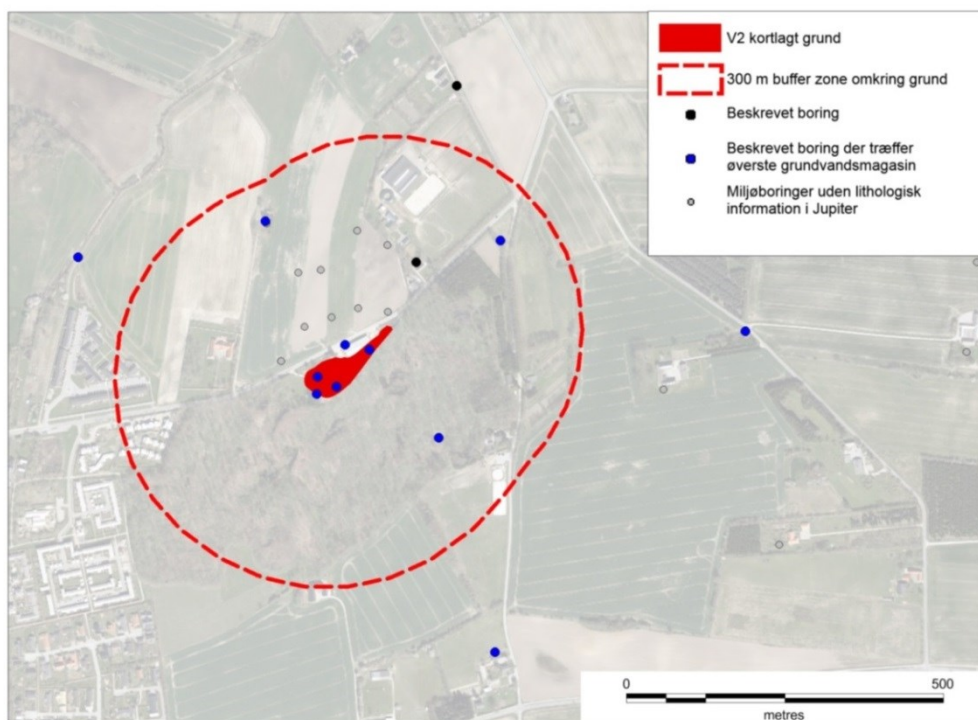 V2 kortlagt grund
300 m buffer zone omkring grund
Beskrevet boring
Beskrevet boring der træffer
øverste grundvandsmagasin
Miljøboringer uden lithologisk
information i Jupiter
0 500
metres